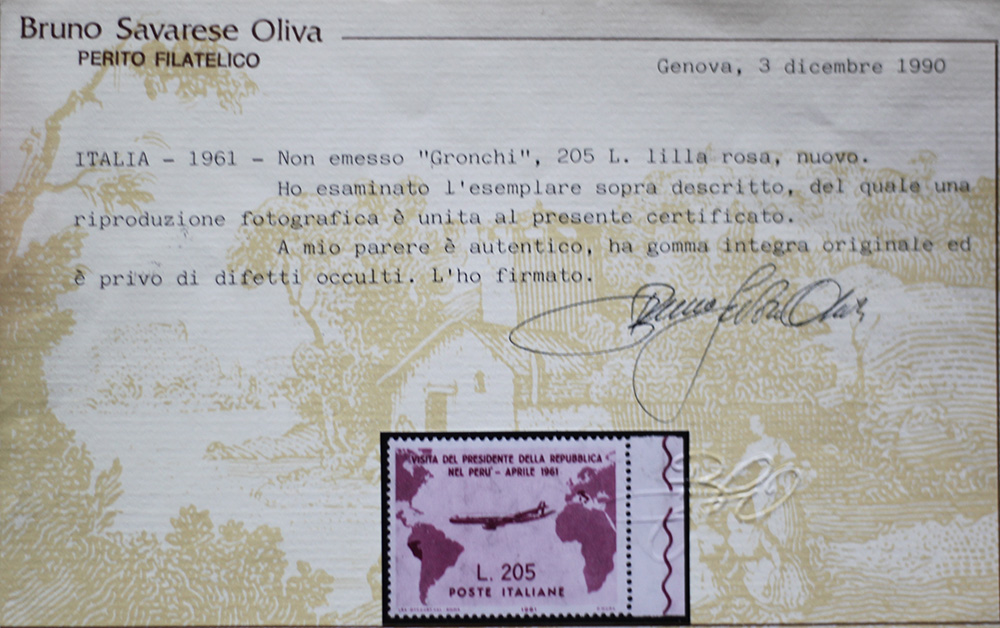 Bruno Savarese Oliva
PERITO FILATELICO
Genova, 3 dicembre 1990
ITALIA - 1961 - Non emesso "Gronchi", 205 L. lilla rosa, nuovo.
Ho esaminato l'esemplare sopra descritto, del quale una
riproduzione fotografica è unita al presente certificato.
A mio parere è autentico, ha gomma integra originale ed
è privo di difetti occulti. L'ho firmato.
VISITA DEL PRESIDENTE DELLA REPUBBLICA
NEL PERU' - APRILE 1961
L. 205
POSTE ITALIANE
1961